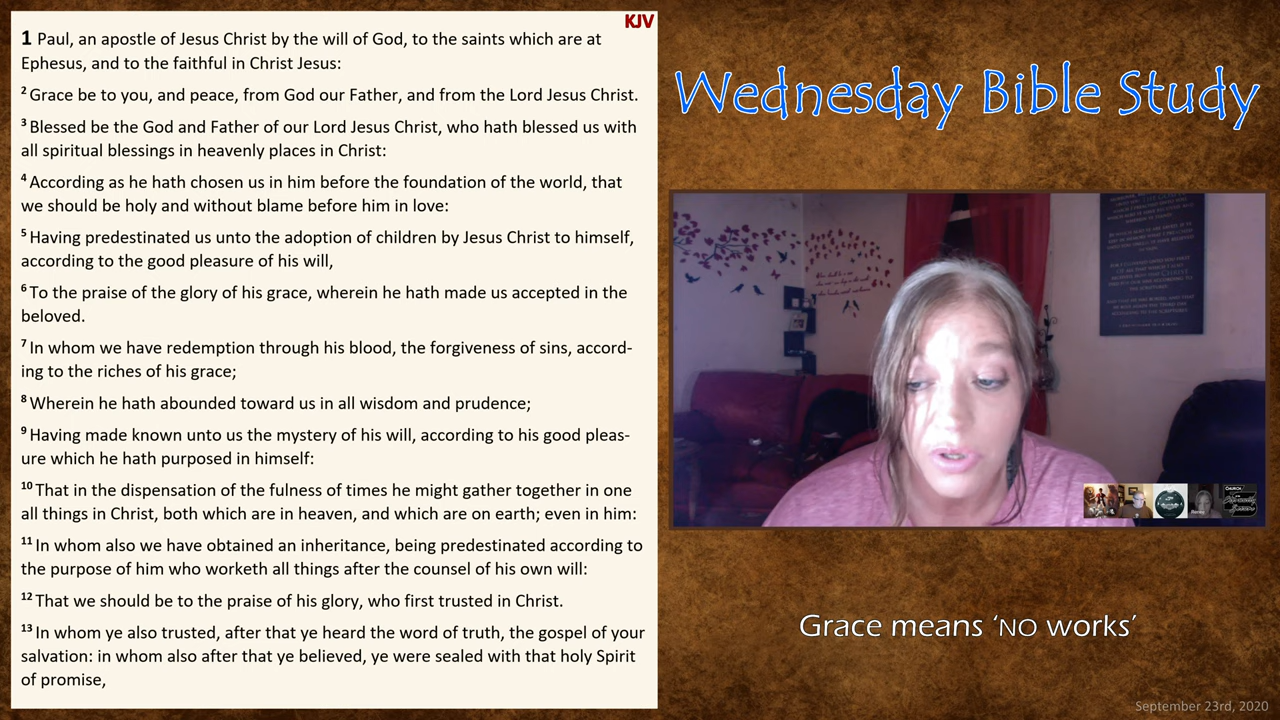 KJV
1 Paul, an apostle of Jesus Christ by the will of God, to the saints which are at
Ephesus, and to the faithful in Christ Jesus:
2 Grace be to you, and peace, from God our Father, and from the Lord Jesus Christ.
3 Blessed be the God and Father of our Lord Jesus Christ, who hath blessed us with
all spiritual blessings in heavenly places in Christ:
4 According as he hath chosen us in him before the foundation of the world, that
we should be holy and without blame before him in love:
5 Having predestinated us unto the adoption of children by Jesus Christ to himself,
according to the good pleasure of his will,
6 To the praise of the glory of his grace, wherein he hath made us accepted in the
beloved.
7 In whom we have redemption through his blood, the forgiveness of sins, accord-
ing to the riches of his grace;
8 Wherein he hath abounded toward us in all wisdom and prudence;
9 Having made known unto us the mystery of his will, according to his good pleas-
ure which he hath purposed in himself:
10 That in the dispensation of the fulness of times he might gather together in one
all things in Christ, both which are in heaven, and which are on earth; even in him:
11 In whom also we have obtained an inheritance, being predestinated according to
the purpose of him who worketh all things after the counsel of his own will:
12 That we should be to the praise of his glory, who first trusted in Christ.
13 In whom ye also trusted, after that ye heard the word of truth, the gospel of your
salvation: in whom also after that ye believed, ye were sealed with that holy Spirit
of promise,
Wednesday Bible Study
CHURCH
Grace means ‘NO works’
September 23rd, 2020